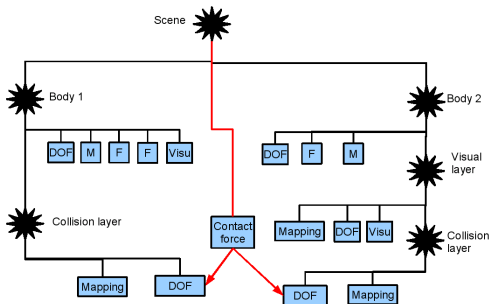 Scene
Body 1
Body 2
DOF M F F Visu
DOF F M
Visual
layer
Collision layer
Mapping DOF Visu
Contact
force
Collision
layer
Mapping DOF
DOF Mapping